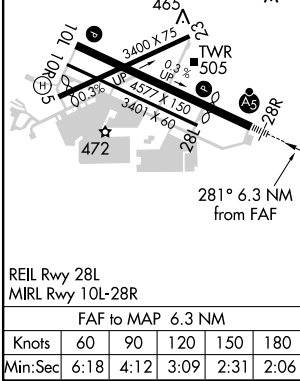 465
23
10L
10R
3400 X 75
TWR
505
0.3%
UP
UP
P
P
A5
H
5
0.3%
4577 X 150
3401 X 60
28L
28R
472
281° 6.3 NM
from FAF
REIL Rwy 28L
MIRL Rwy 10L-28R
FAF to MAP 6.3 NM
Knots 60 90 120 150 180
Min:Sec 6:18 4:12 3:09 2:31 2:06